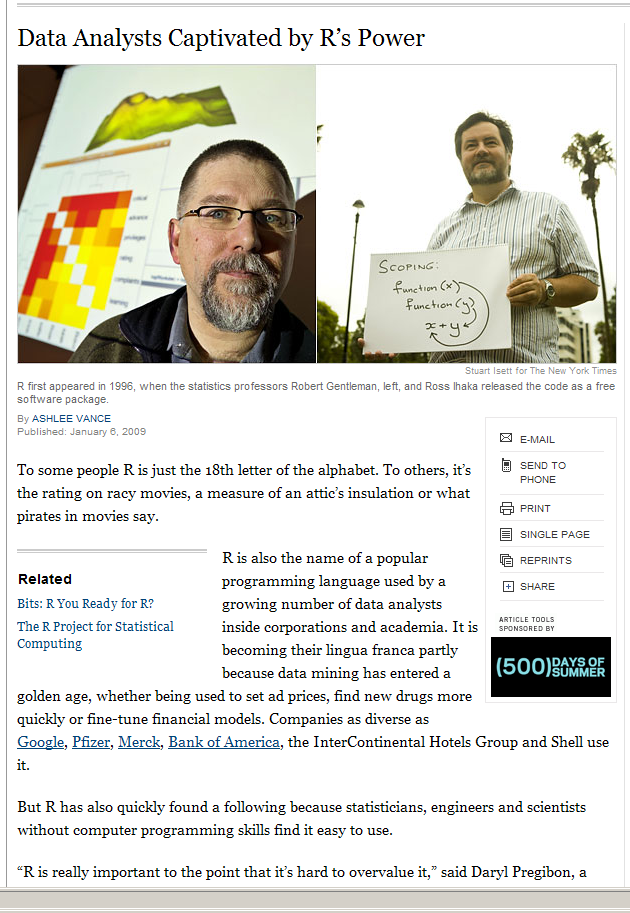 Data Analysts Captivated by R’s Power
critical
advance
privileges
rating
complaints
learning
SCOPING:
function(x)
function(y)
x + y
Stuart Isett for The New York Times
R first appeared in 1996, when the statistics professors Robert Gentleman, left, and Ross Ihaka released the code as a free
software package.
By ASHLEE VANCE
Published: January 6, 2009
To some people R is just the 18th letter of the alphabet. To others, it’s
the rating on racy movies, a measure of an attic’s insulation or what
pirates in movies say.
E-MAIL
SEND TO
PHONE
PRINT
SINGLE PAGE
REPRINTS
SHARE
ARTICLE TOOLS
SPONSORED BY
(500) DAYS OF
SUMMER
Related
Bits: R You Ready for R?
The R Project for Statistical
Computing
R is also the name of a popular
programming language used by a
growing number of data analysts
inside corporations and academia. It is
becoming their lingua franca partly
because data mining has entered a
golden age, whether being used to set ad prices, find new drugs more
quickly or fine-tune financial models. Companies as diverse as
Google, Pfizer, Merck, Bank of America, the InterContinental Hotels Group and Shell use
it.
But R has also quickly found a following because statisticians, engineers and scientists
without computer programming skills find it easy to use.
“R is really important to the point that it’s hard to overvalue it,” said Daryl Pregibon, a